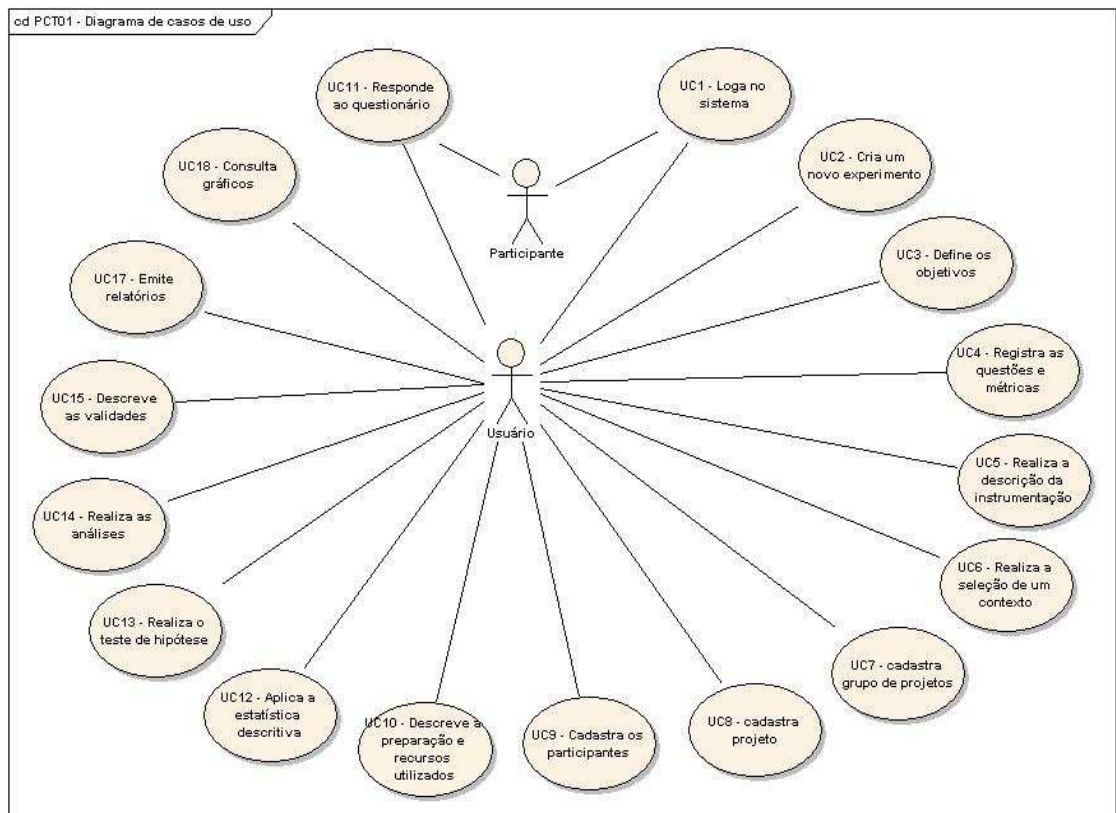 cd PCT01 - Diagrama de casos de uso
UC11 - Responde
ao questionário
UC1 - Loga no
sistema
UC18 - Consulta
gráficos
UC2 - Cria um
novo experimento
Participante
UC17 - Emite
relatórios
UC3 - Define os
objetivos
UC15 - Descreve
as validades
UC4 - Registra as
questões e
métricas
Usuário
UC14 - Realiza as
análises
UC5 - Realiza a
descrição da
instrumentação
UC13 - Realiza o
teste de hipótese
UC6 - Realiza a
seleção de um
contexto
UC12 - Aplica a
estatística
descritiva
UC7 - cadastra
grupo de projetos
UC10 - Descreve a
preparação e
recursos
utilizados
UC9 - Cadastra os
participantes
UC8 - cadastra
projeto